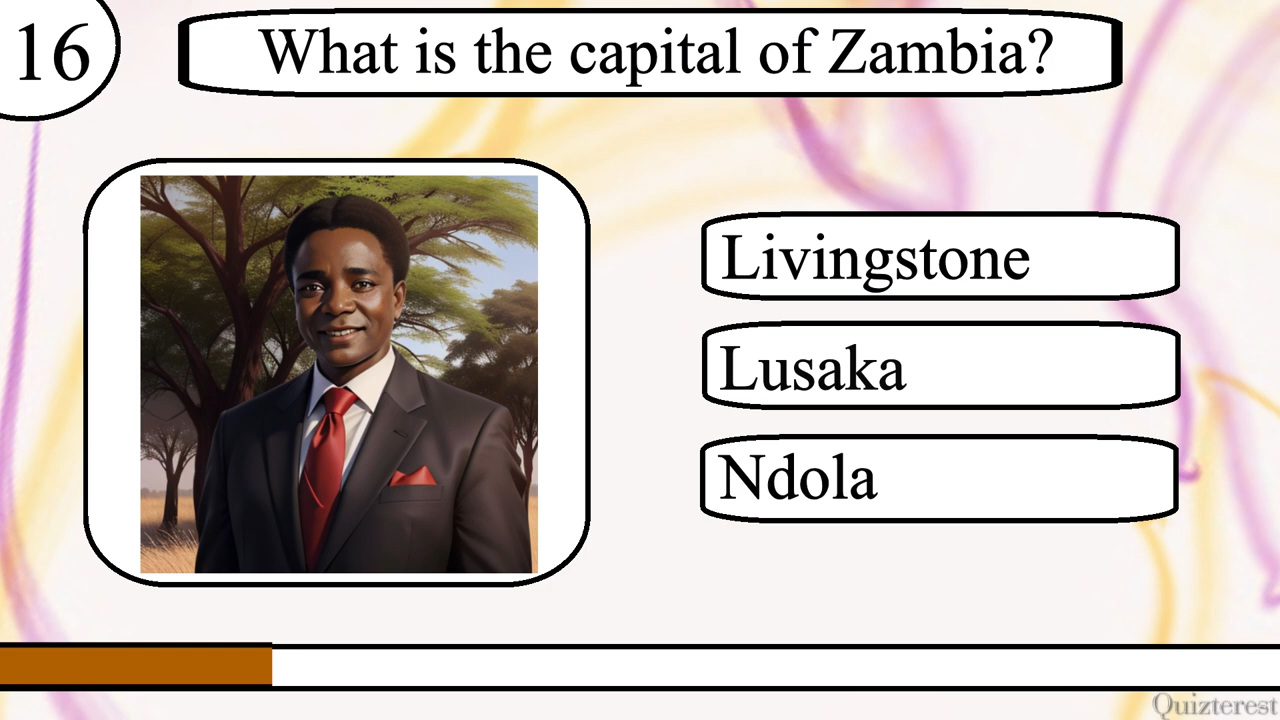 16
What is the capital of Zambia?
Livingstone
Lusaka
Ndola
Quizterest